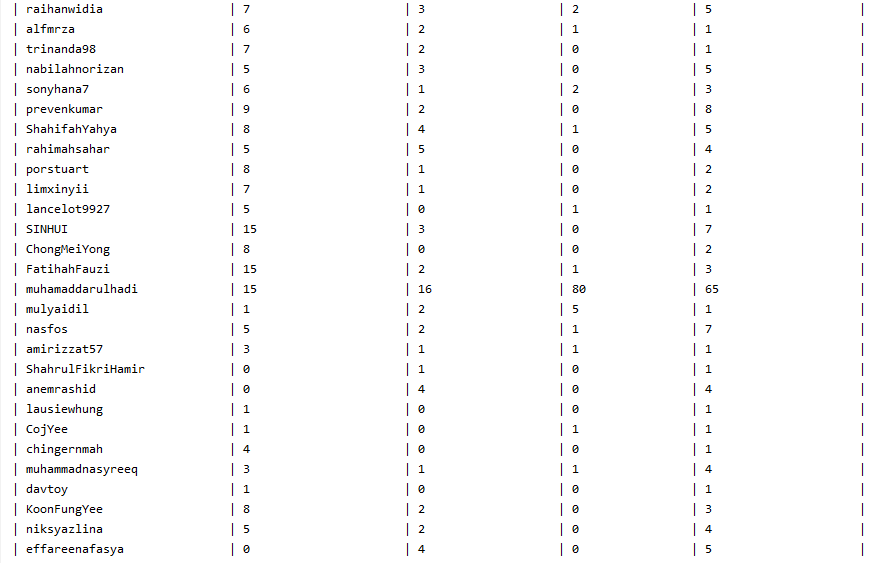 | raihanwidia | 7 | 3 | 2 | 5 |
| alfmrza | 6 | 2 | 1 | 1 |
| trinanda98 | 7 | 2 | 0 | 1 |
| nabilahnorizan | 5 | 3 | 0 | 5 |
| sonyhana7 | 6 | 1 | 2 | 3 |
| prevenkumar | 9 | 2 | 0 | 8 |
| ShahifahYahya | 8 | 4 | 1 | 5 |
| rahimahsahar | 5 | 5 | 0 | 4 |
| porstuart | 8 | 1 | 0 | 2 |
| limxinyii | 7 | 1 | 0 | 2 |
| lancelot9927 | 5 | 0 | 1 | 1 |
| SINHUI | 15 | 3 | 0 | 7 |
| ChongMeiYong | 8 | 0 | 0 | 2 |
| FatihahFauzi | 15 | 2 | 1 | 3 |
| muhamaddarulhadi | 15 | 16 | 80 | 65 |
| mulyaidil | 1 | 2 | 5 | 1 |
| nasfos | 5 | 2 | 1 | 7 |
| amirizzat57 | 3 | 1 | 1 | 1 |
| ShahrulFikriHamir | 0 | 1 | 0 | 1 |
| anemrashid | 0 | 4 | 0 | 4 |
| lausiewhung | 1 | 0 | 0 | 1 |
| CojYee | 1 | 0 | 1 | 1 |
| chingernmah | 4 | 0 | 0 | 1 |
| muhammadnasyreeq | 3 | 1 | 1 | 4 |
| davtoy | 1 | 0 | 0 | 1 |
| KoonFungYee | 8 | 2 | 0 | 3 |
| niksyazlina | 5 | 2 | 0 | 4 |
| effareenafasya | 0 | 4 | 0 | 5 |